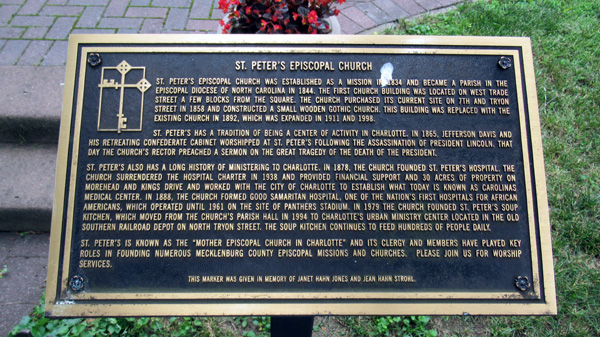 ST. PETER'S EPISCOPAL CHURCH
ST. PETER'S EPISCOPAL CHURCH WAS ESTABLISHED AS A MISSION IN 1834 AND BECAME A PARISH IN THE
EPISCOPAL DIOCESE OF NORTH CAROLINA IN 1844. THE FIRST CHURCH BUILDING WAS LOCATED ON WEST TRADE
STREET A FEW BLOCKS FROM THE SQUARE. THE CHURCH PURCHASED ITS CURRENT SITE ON 7TH AND TRYON
STREET IN 1858 AND CONSTRUCTED A SMALL WOODEN GOTHIC CHURCH. THIS BUILDING WAS REPLACED WITH THE
EXISTING CHURCH IN 1892, WHICH WAS EXPANDED IN 1911 AND 1998.
ST. PETER'S HAS A TRADITION OF BEING A CENTER OF ACTIVITY IN CHARLOTTE. IN 1865, JEFFERSON DAVIS AND
HIS RETREATING CONFEDERATE CABINET WORSHIPPED AT ST. PETER'S FOLLOWING THE ASSASSINATION OF PRESIDENT LINCOLN. THAT
DAY THE CHURCH'S RECTOR PREACHED A SERMON ON THE GREAT TRAGEDY OF THE DEATH OF THE PRESIDENT.
ST. PETER'S ALSO HAS A LONG HISTORY OF MINISTERING TO CHARLOTTE. IN 1878, THE CHURCH FOUNDED ST. PETER'S HOSPITAL. THE
CHURCH SURRENDERED THE HOSPITAL CHARTER IN 1938 AND PROVIDED FINANCIAL SUPPORT AND 30 ACRES OF PROPERTY ON
MOREHEAD AND KINGS DRIVE AND WORKED WITH THE CITY OF CHARLOTTE TO ESTABLISH WHAT TODAY IS KNOWN AS CAROLINAS
MEDICAL CENTER. IN 1888, THE CHURCH FORMED GOOD SAMARITAN HOSPITAL, ONE OF THE NATION'S FIRST HOSPITALS FOR AFRICAN
AMERICANS, WHICH OPERATED UNTIL 1961 ON THE SITE OF PANTHERS STADIUM. IN 1979 THE CHURCH FOUNDED ST. PETER'S SOUP
KITCHEN, WHICH MOVED FROM THE CHURCH'S PARISH HALL IN 1994 TO CHARLOTTE'S URBAN MINISTRY CENTER LOCATED IN THE OLD
SOUTHERN RAILROAD DEPOT ON NORTH TRYON STREET. THE SOUP KITCHEN CONTINUES TO FEED HUNDREDS OF PEOPLE DAILY.
ST. PETER'S IS KNOWN AS THE "MOTHER EPISCOPAL CHURCH IN CHARLOTTE" AND ITS CLERGY AND MEMBERS HAVE PLAYED KEY
ROLES IN FOUNDING NUMEROUS MECKLENBURG COUNTY EPISCOPAL MISSIONS AND CHURCHES. PLEASE JOIN US FOR WORSHIP
SERVICES.
THIS MARKER WAS GIVEN IN MEMORY OF JANET HAHN JONES AND JEAN HAHN STROHL.